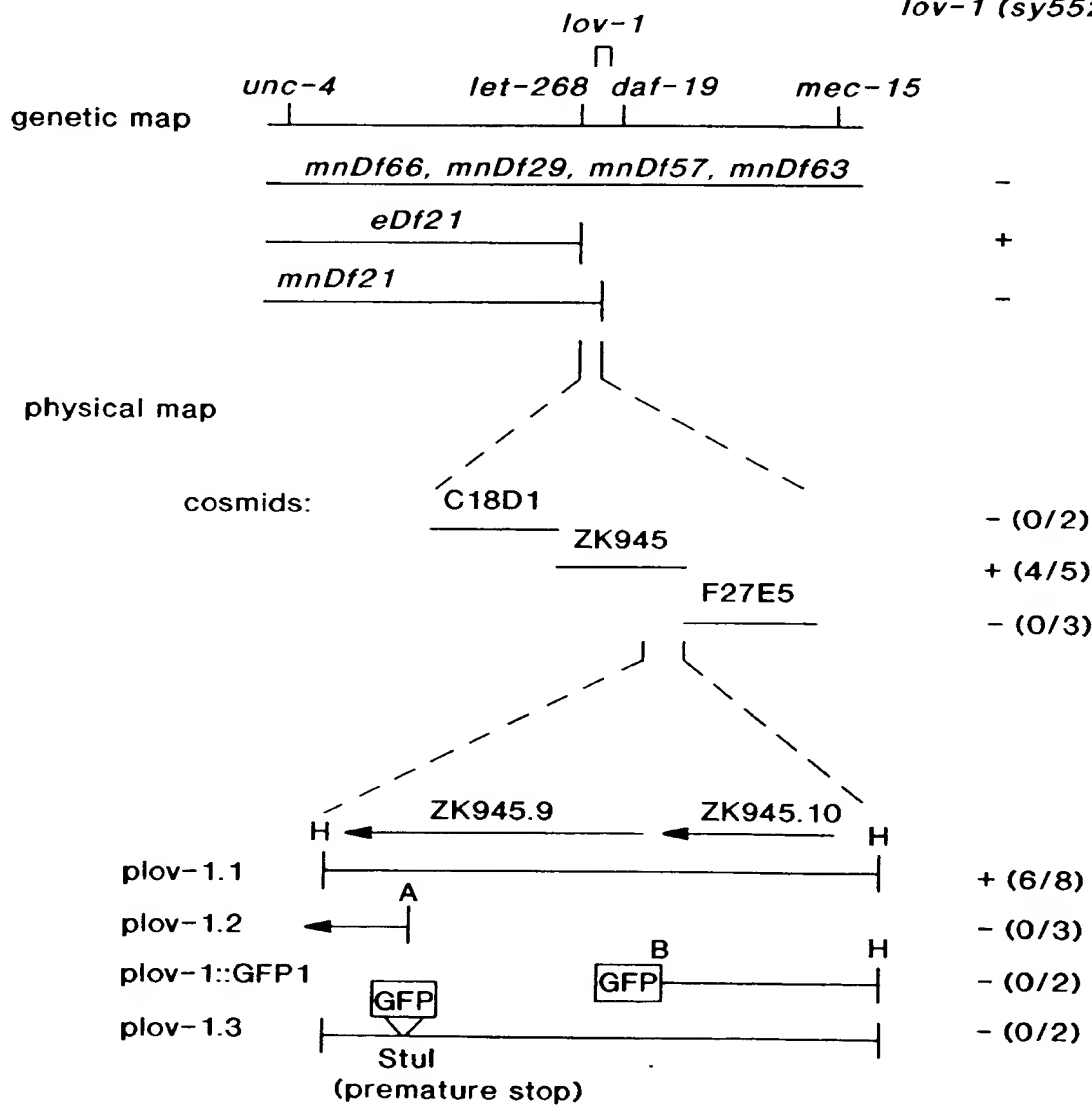 lov-1 (sy552
lov-1
unc-4 let-268 daf-19 mec-15
genetic map
mnDf66, mnDf29, mnDf57, mnDf63 -
eDf21 +
mnDf21 -
physical map
cosmids: C18D1 - (0/2)
ZK945 + (4/5)
F27E5 - (0/3)
H ZK945.9 ZK945.10 H
plov-1.1 + (6/8)
A
plov-1.2 - (0/3)
B H
plov-1::GFP1 GFP - (0/2)
GFP
plov-1.3 - (0/2)
StuI
(premature stop)